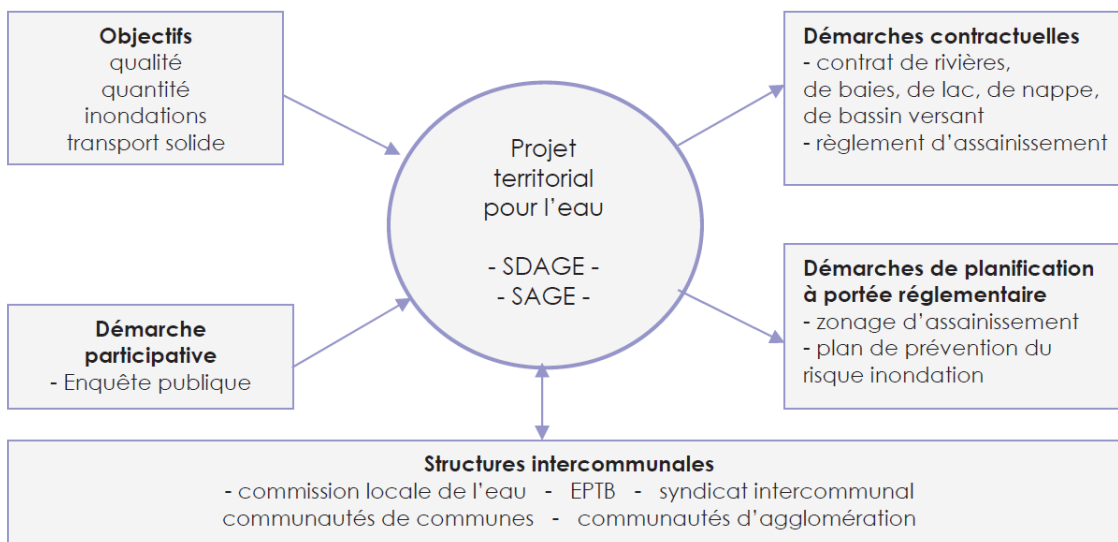 Objectifs
qualité
quantité
inondations
transport solide
Démarche
participative
- Enquête publique
Projet
territorial
pour l'eau
- SDAGE -
- SAGE -
Démarches contractuelles
- contrat de rivières,
de baies, de lac, de nappe,
de bassin versant
- règlement d'assainissement
Démarches de planification
à portée réglementaire
- zonage d'assainissement
- plan de prévention du
risque inondation
Structures intercommunales
- commission locale de l'eau - EPTB - syndicat intercommunal
communautés de communes - communautés d'agglomération